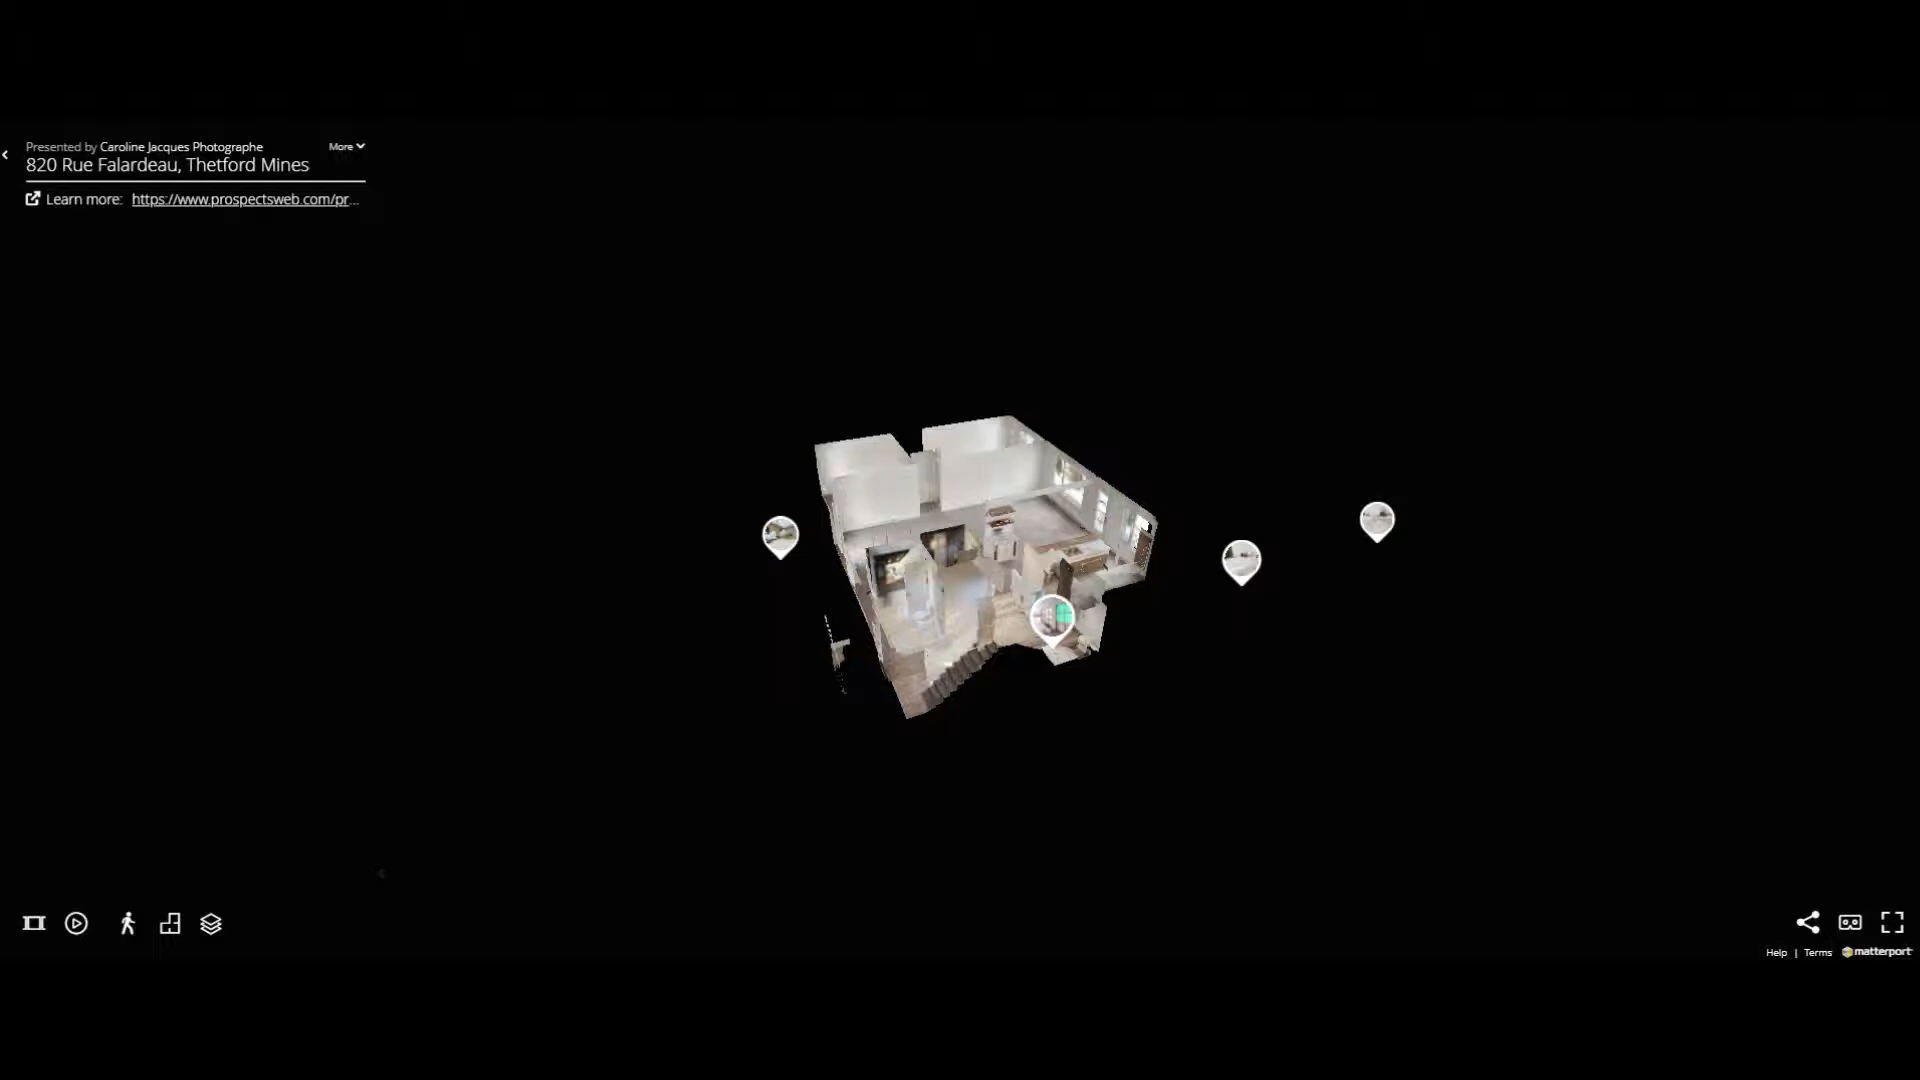 Presented by Caroline Jacques Photographe
More
820 Rue Falardeau, Thetford Mines
Learn more: https://www.prospectsweb.com/pr...
Help | Terms matterport